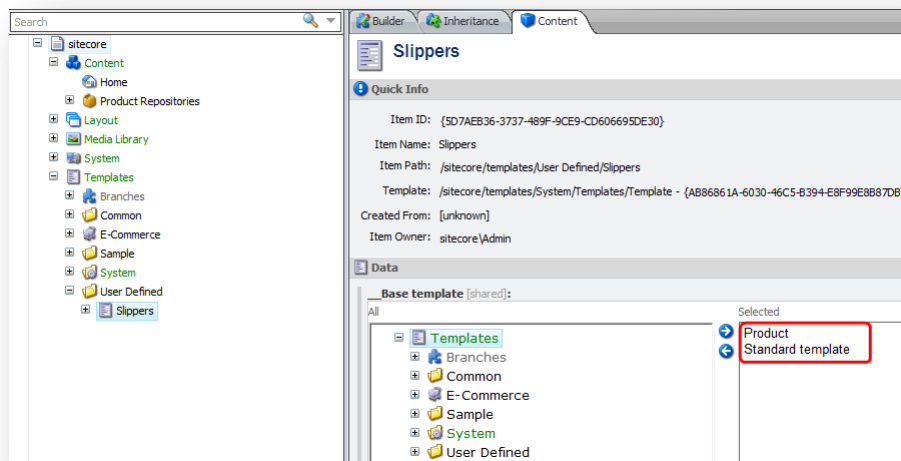 Search
sitecore
Content
Home
Product Repositories
Layout
Media Library
System
Templates
Branches
Common
E-Commerce
Sample
System
User Defined
Slippers
Builder Inheritance Content
Slippers
Quick Info
Item ID: {5D7AEB36-3737-489F-9CE9-CD606695DE30}
Item Name: Slippers
Item Path: /sitecore/templates/User Defined/Slippers
Template: /sitecore/templates/System/Templates/Template - {AB86861A-6030-46C5-B394-E8F99E8B87DB
Created From: [unknown]
Item Owner: sitecore\Admin
Data
__Base template [shared]:
All Selected
Templates
Branches
Common
E-Commerce
Sample
System
User Defined
Product
Standard template